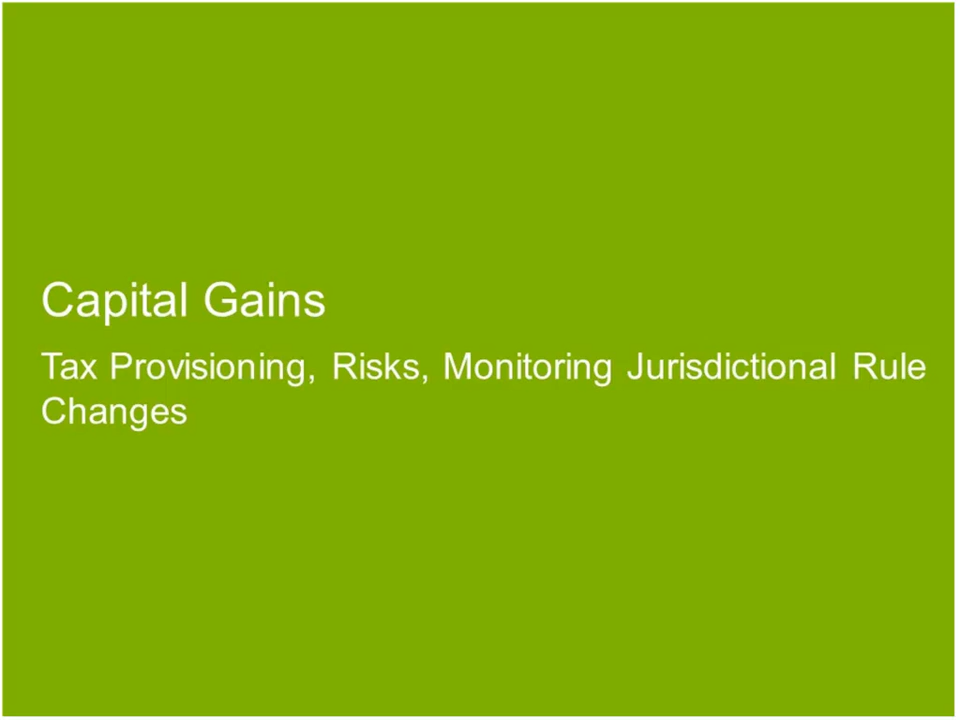 Capital Gains
Tax Provisioning, Risks, Monitoring Jurisdictional Rule
Changes